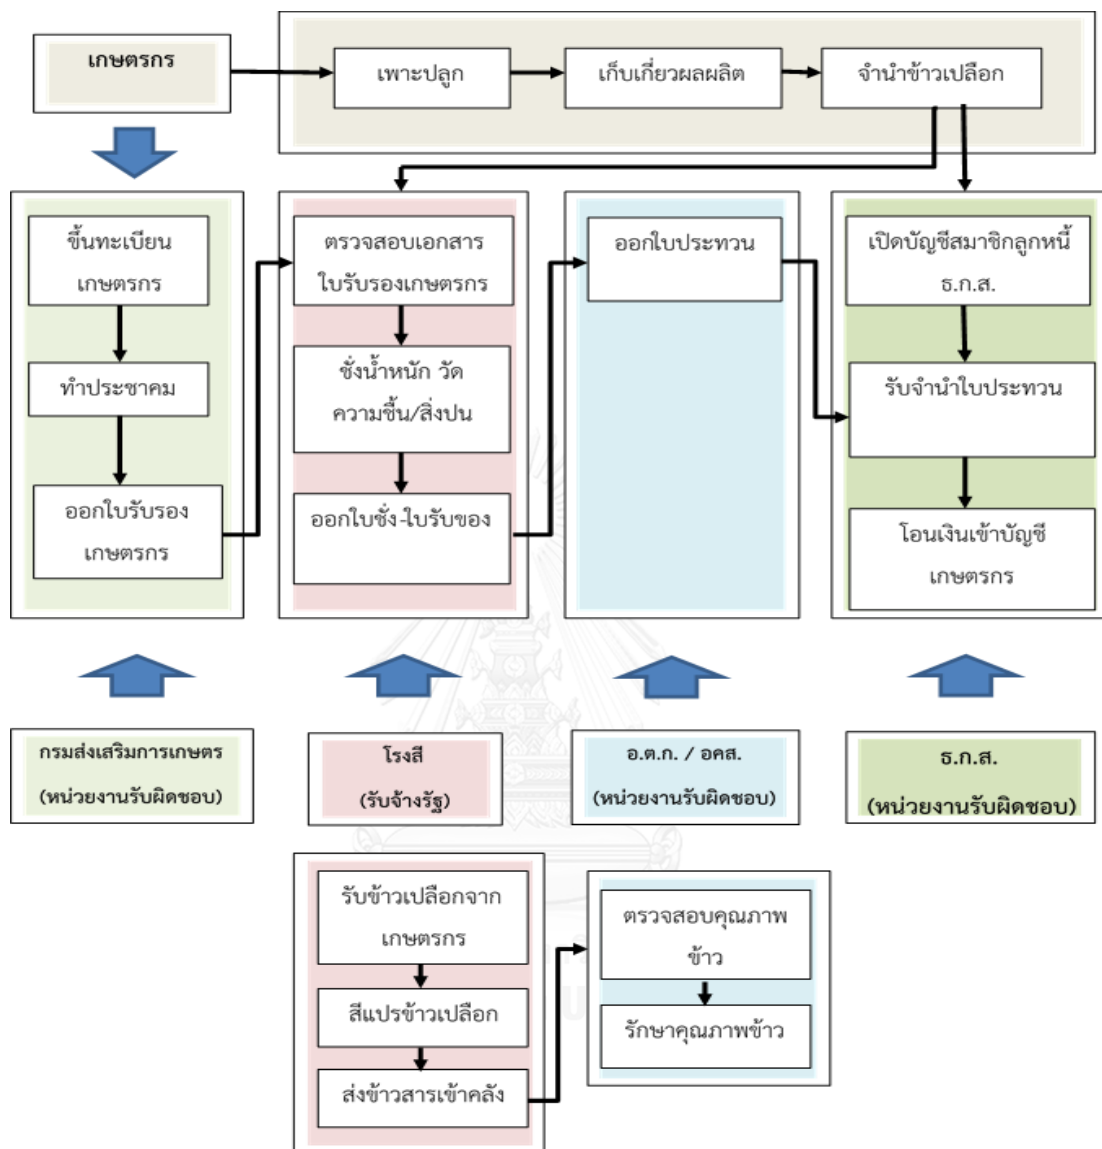 เกษตรกร
เพาะปลูก
เก็บเกี่ยวผลผลิต
จำนำข้าวเปลือก
ขึ้นทะเบียน
เกษตรกร
ทำประชาคม
ออกใบรับรอง
เกษตรกร
ตรวจสอบเอกสาร
ใบรับรองเกษตรกร
ชั่งน้ำหนัก วัด
ความชื้น/สิ่งปน
ออกใบชั่ง-ใบรับของ
ออกใบประทวน
เปิดบัญชีสมาชิกลูกหนี้
ธ.ก.ส.
รับจำนำใบประทวน
โอนเงินเข้าบัญชี
เกษตรกร
กรมส่งเสริมการเกษตร
(หน่วยงานรับผิดชอบ)
โรงสี
(รับจ้างรัฐ)
อ.ต.ก. / อคส.
(หน่วยงานรับผิดชอบ)
ธ.ก.ส.
(หน่วยงานรับผิดชอบ)
รับข้าวเปลือกจาก
เกษตรกร
สีแปรข้าวเปลือก
ส่งข้าวสารเข้าคลัง
ตรวจสอบคุณภาพ
ข้าว
รักษาคุณภาพข้าว